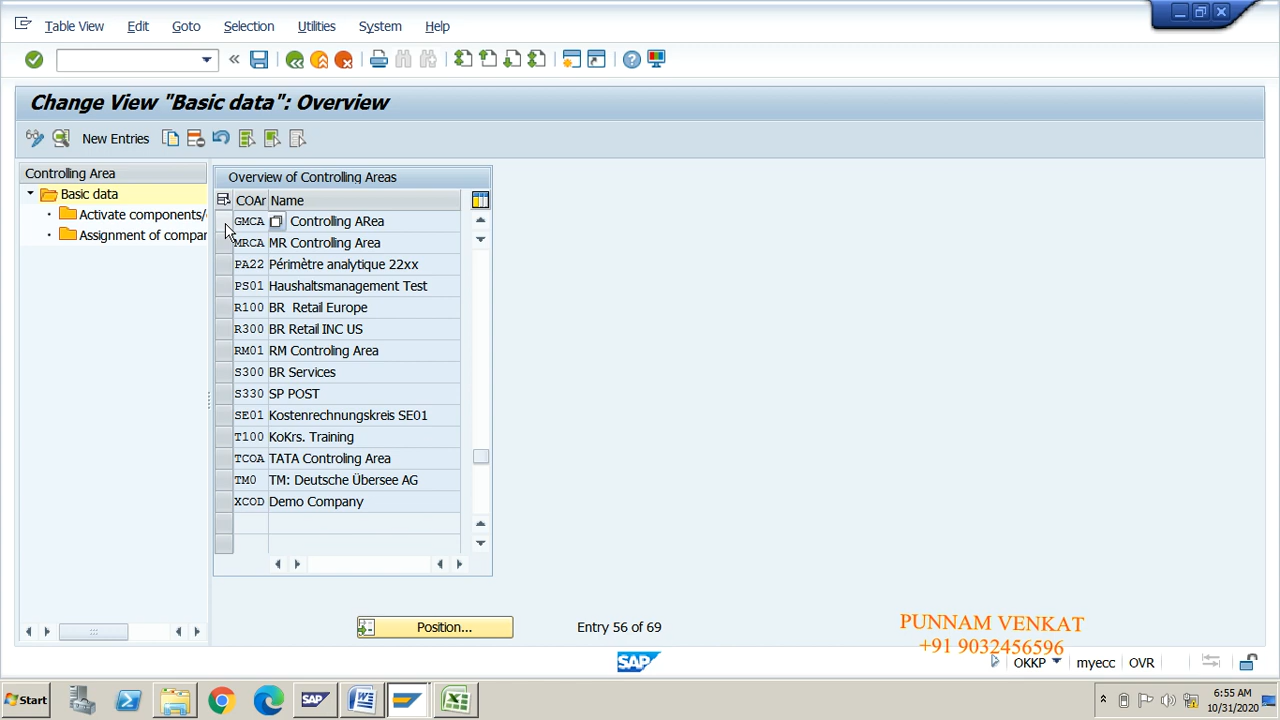 Table View Edit Goto Selection Utilities System Help
Change View "Basic data": Overview
New Entries
Controlling Area
Basic data
Activate components/
Assignment of compar
Overview of Controlling Areas
COAr Name
GMCA Controlling ARea
MRCA MR Controlling Area
PA22 Périmètre analytique 22xx
PS01 Haushaltsmanagement Test
R100 BR Retail Europe
R300 BR Retail INC US
RM01 RM Controling Area
S300 BR Services
S330 SP POST
SE01 Kostenrechnungskreis SE01
T100 KoKrs. Training
TCOA TATA Controling Area
TM0 TM: Deutsche Übersee AG
XCOD Demo Company
Position... Entry 56 of 69
PUNNAM VENKAT
+91 9032456596
SAP OKKP myecc OVR
Start SAP 6:55 AM
10/31/2020